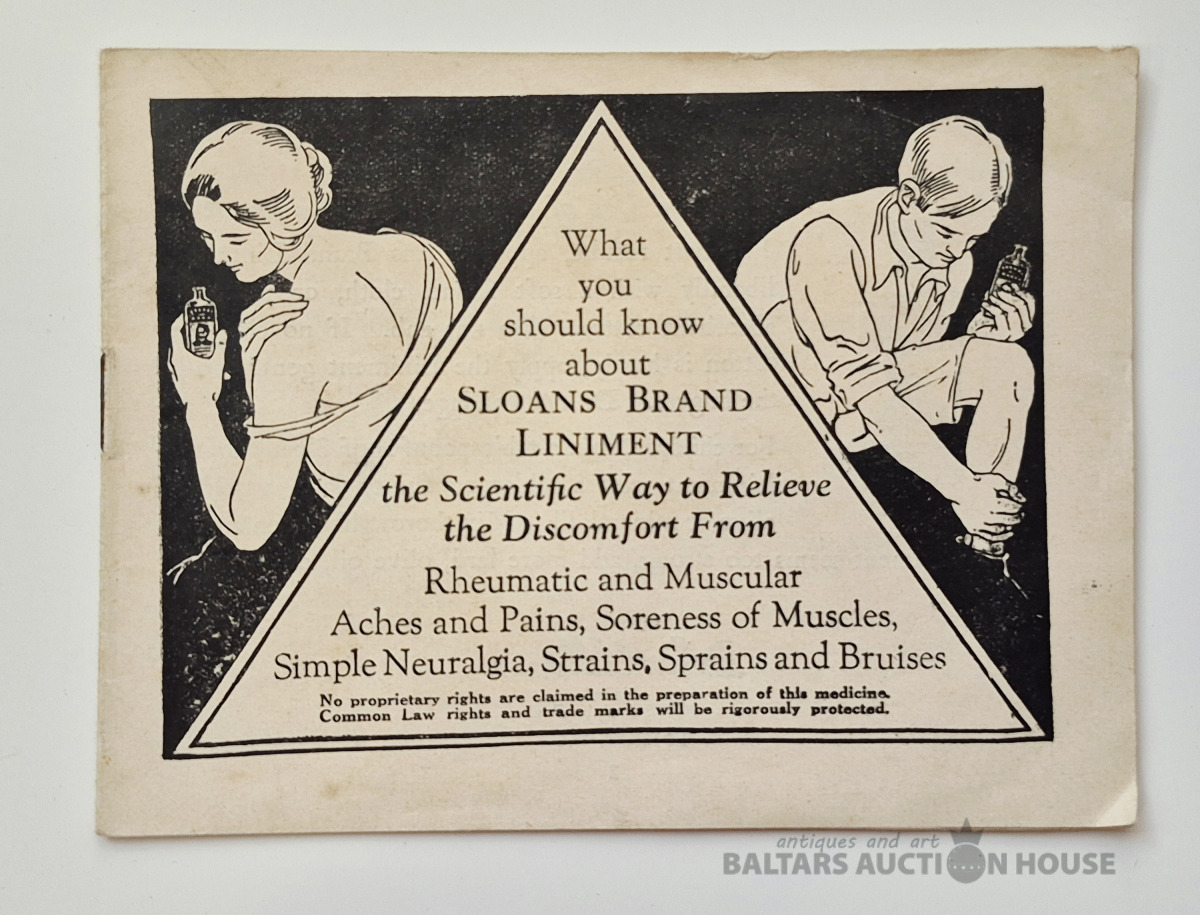 What
you
should know
about
SLOANS BRAND
LINIMENT
the Scientific Way to Relieve
the Discomfort From
Rheumatic and Muscular
Aches and Pains, Soreness of Muscles,
Simple Neuralgia, Strains, Sprains and Bruises
No proprietary rights are claimed in the preparation of this medicine.
Common Law rights and trade marks will be rigorously protected.
antiques and art
BALTARS AUCTION HOUSE